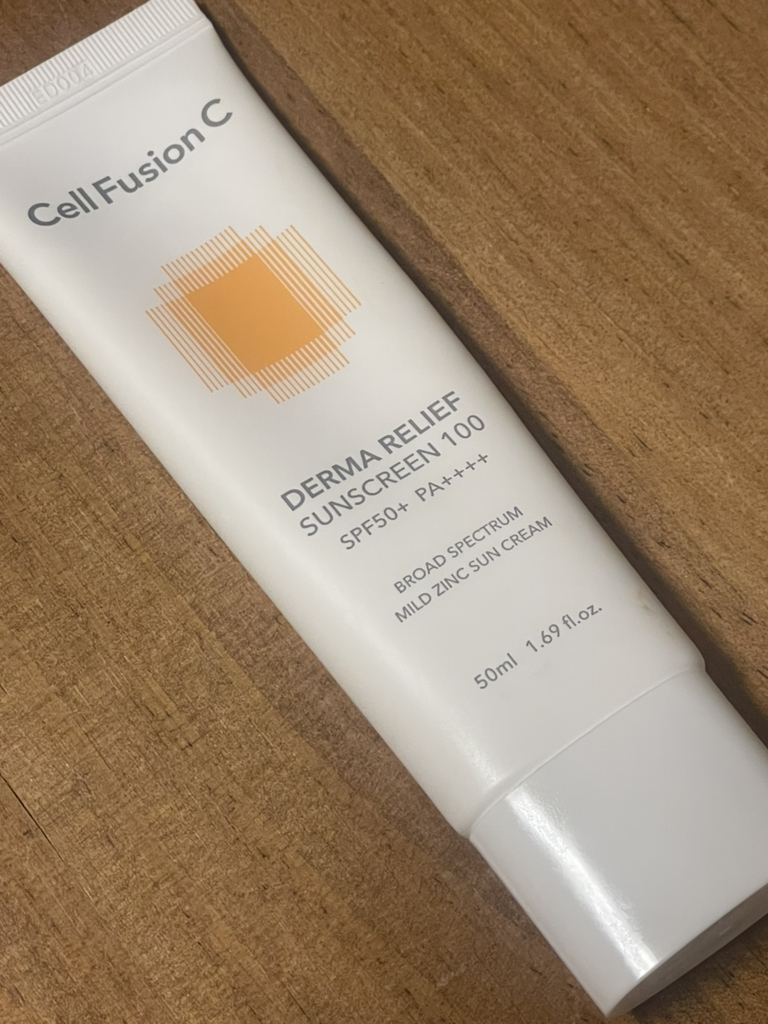 Cell Fusion C
DERMA RELIEF
SUNSCREEN 100
SPF50+ PA++++
BROAD SPECTRUM
MILD ZINC SUN CREAM
50ml 1.69 fl.oz.